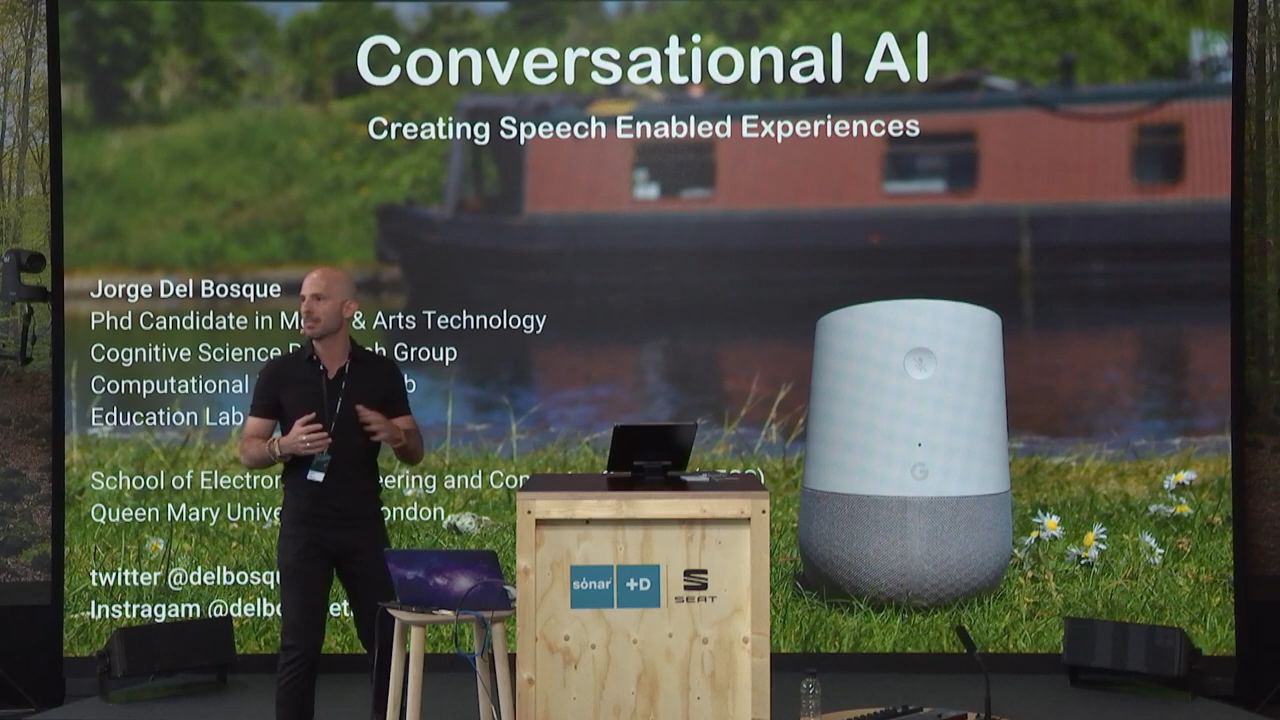 Conversational AI
Creating Speech Enabled Experiences
Jorge Del Bosque
Phd Candidate in & Arts Technology
Cognitive Science Group
Computational
Education Lab
School of
Queen Mary London
twitter
Instragam
G
sónar +D
SEAT